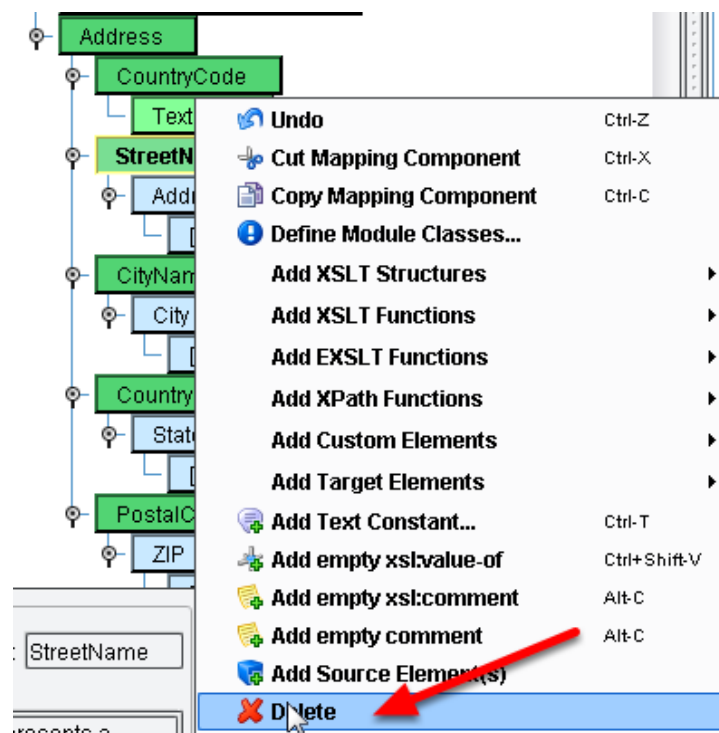 Address
CountryCode
Text
Undo Ctrl-Z
StreetN
Cut Mapping Component Ctrl-X
Addr
Copy Mapping Component Ctrl-C
Define Module Classes...
CityNam
Add XSLT Structures
City
Add XSLT Functions
Add EXSLT Functions
Country
Add XPath Functions
State
Add Custom Elements
Add Target Elements
PostalC
Add Text Constant... Ctrl-T
ZIP
Add empty xsl:value-of Ctrl+Shift-V
Add empty xsl:comment Alt-C
Add empty comment Alt-C
: StreetName
Add Source Element(s)
Delete